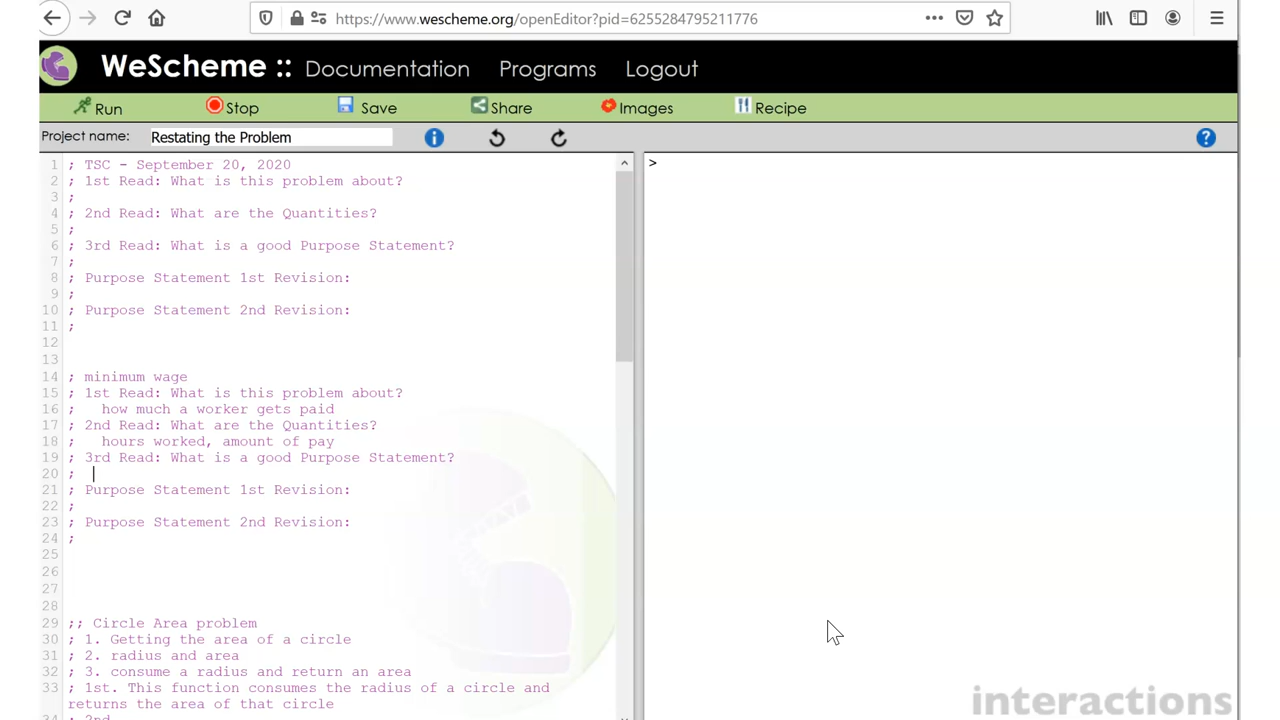 https://www.wescheme.org/openEditor?pid=6255284795211776
WeScheme :: Documentation Programs Logout
Run Stop Save Share Images Recipe
Project name: Restating the Problem
1 ; TSC - September 20, 2020
2 ; 1st Read: What is this problem about?
3 ;
4 ; 2nd Read: What are the Quantities?
5 ;
6 ; 3rd Read: What is a good Purpose Statement?
7 ;
8 ; Purpose Statement 1st Revision:
9 ;
10 ; Purpose Statement 2nd Revision:
11 ;
12
13
14 ; minimum wage
15 ; 1st Read: What is this problem about?
16 ; how much a worker gets paid
17 ; 2nd Read: What are the Quantities?
18 ; hours worked, amount of pay
19 ; 3rd Read: What is a good Purpose Statement?
20 ;
21 ; Purpose Statement 1st Revision:
22 ;
23 ; Purpose Statement 2nd Revision:
24 ;
25
26
27
28
29 ;; Circle Area problem
30 ; 1. Getting the area of a circle
31 ; 2. radius and area
32 ; 3. consume a radius and return an area
33 ; 1st. This function consumes the radius of a circle and
returns the area of that circle
34 ; 2nd
>
interactions